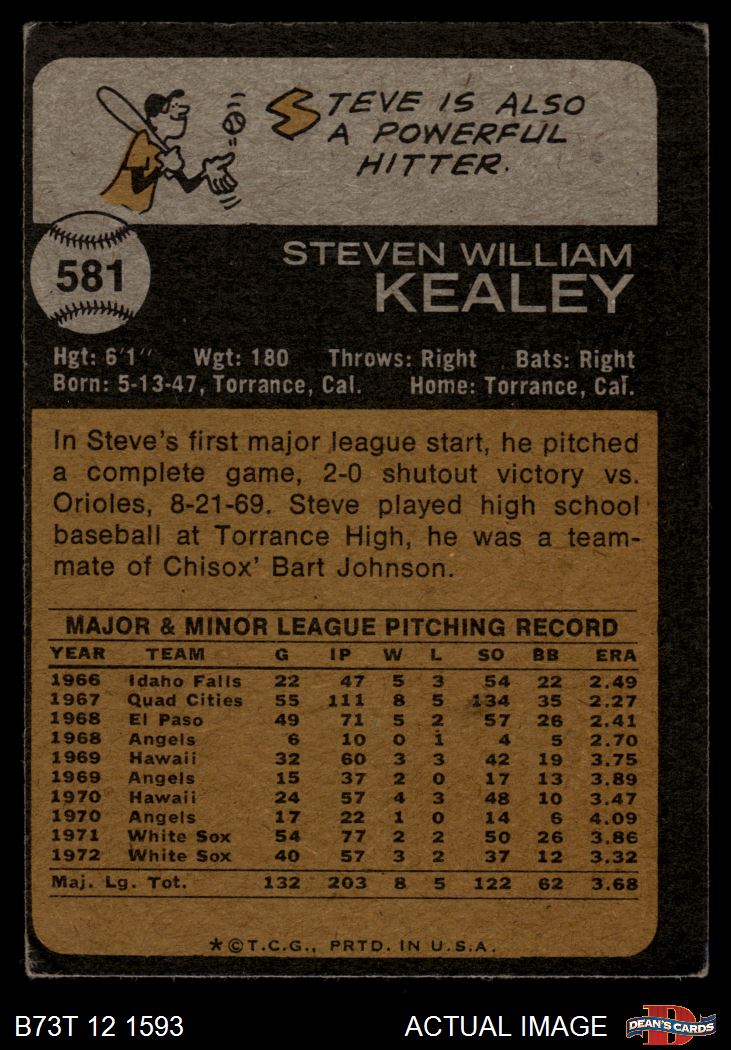 STEVE IS ALSO
A POWERFUL
HITTER.
581
STEVEN WILLIAM
KEALEY
Hgt: 6'1" Wgt: 180 Throws: Right Bats: Right
Born: 5-13-47, Torrance, Cal. Home: Torrance, Cal.
In Steve's first major league start, he pitched
a complete game, 2-0 shutout victory vs.
Orioles, 8-21-69. Steve played high school
baseball at Torrance High, he was a team-
mate of Chisox' Bart Johnson.
MAJOR & MINOR LEAGUE PITCHING RECORD
YEAR TEAM G IP W L SO BB ERA
1966 Idaho Falls 22 47 5 3 54 22 2.49
1967 Quad Cities 55 111 8 5 134 35 2.27
1968 El Paso 49 71 5 2 57 26 2.41
1968 Angels 6 10 0 1 4 5 2.70
1969 Hawaii 32 60 3 3 42 19 3.75
1969 Angels 15 37 2 0 17 13 3.89
1970 Hawaii 24 57 4 3 48 10 3.47
1970 Angels 17 22 1 0 14 6 4.09
1971 White Sox 54 77 2 2 50 26 3.86
1972 White Sox 40 57 3 2 37 12 3.32
Maj. Lg. Tot. 132 203 8 5 122 62 3.68
*©T.C.G., PRTD. IN U.S.A.
B73T 12 1593 ACTUAL IMAGE D DEAN'S CARDS